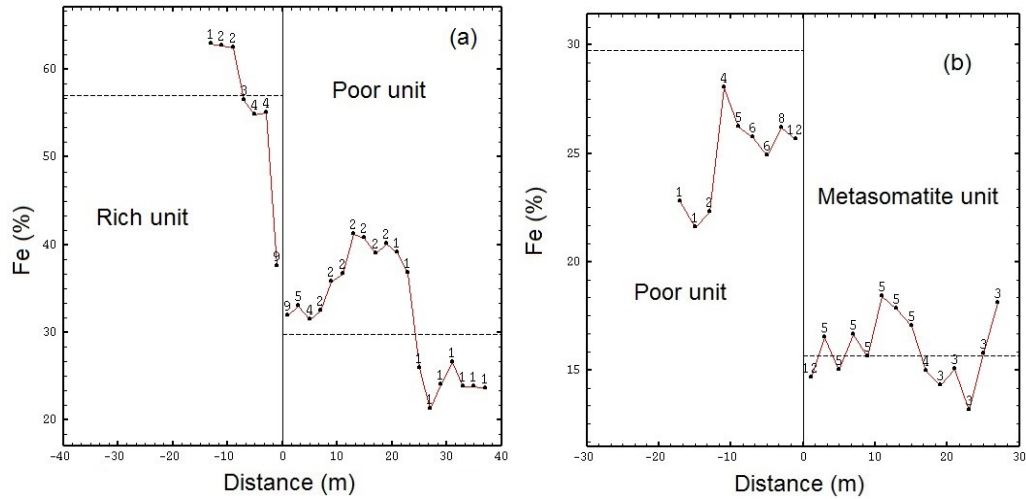 (a)
Rich unit
Poor unit
Fe (%)
60
50
40
30
20
1 2 2 3 4 4 9
9 5 4 2 2 2 2 2 2 2 1 1 1 1 1 1 1 1 1
-40 -30 -20 -10 0 10 20 30 40
Distance (m)
(b)
Poor unit
Metasomatite unit
Fe (%)
30
25
20
15
1 1 2 4 5 6 6 8 12
12 5 5 5 5 5 5 5 4 3 3 3 3 3
-30 -20 -10 0 10 20 30
Distance (m)